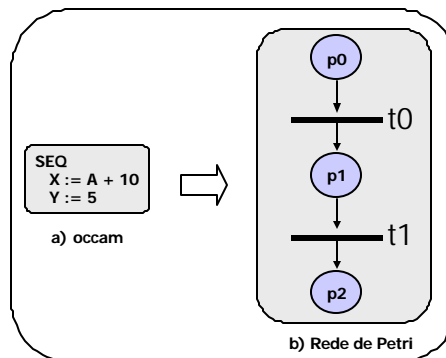 SEQ
X := A + 10
Y := 5
a) occam
p0
t0
p1
t1
p2
b) Rede de Petri